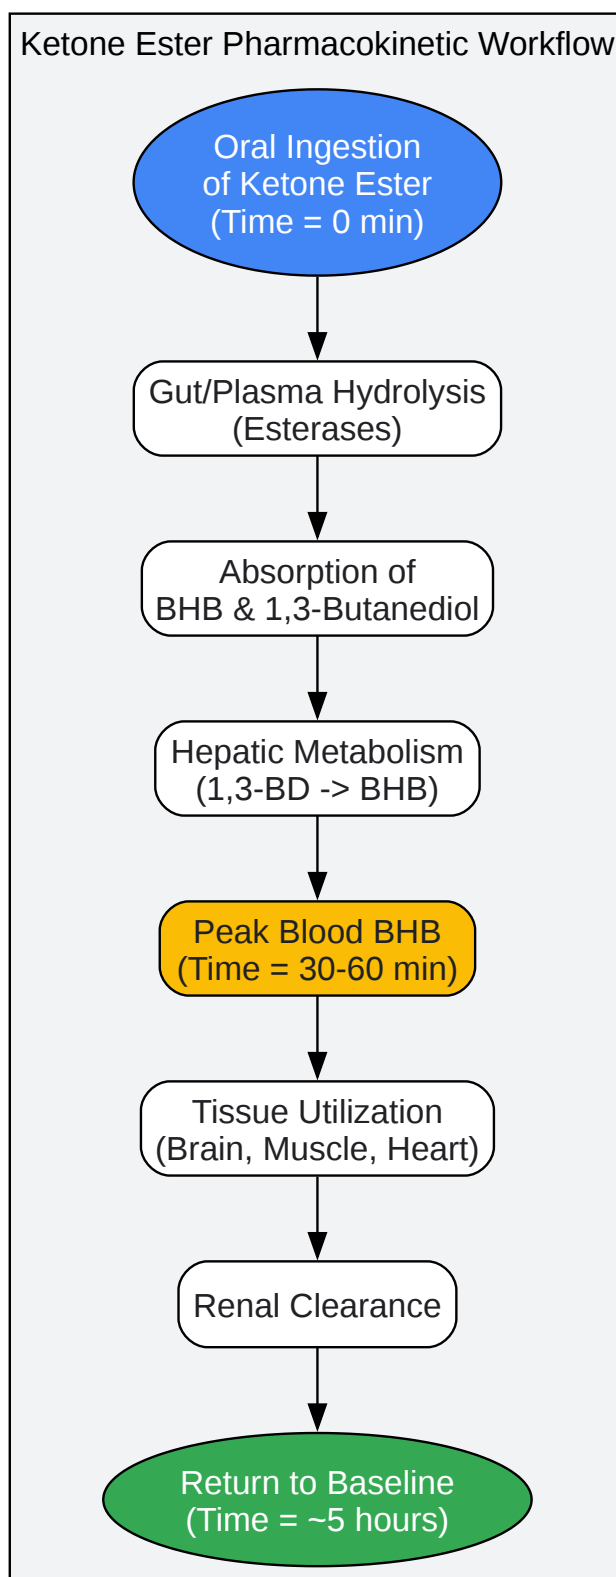 Ketone Ester Pharmacokinetic Workflow
Oral Ingestion
of Ketone Ester
(Time = 0 min)
Gut/Plasma Hydrolysis
(Esterases)
Absorption of
BHB & 1,3-Butanediol
Hepatic Metabolism
(1,3-BD -> BHB)
Peak Blood BHB
(Time = 30-60 min)
Tissue Utilization
(Brain, Muscle, Heart)
Renal Clearance
Return to Baseline
(Time = ~5 hours)